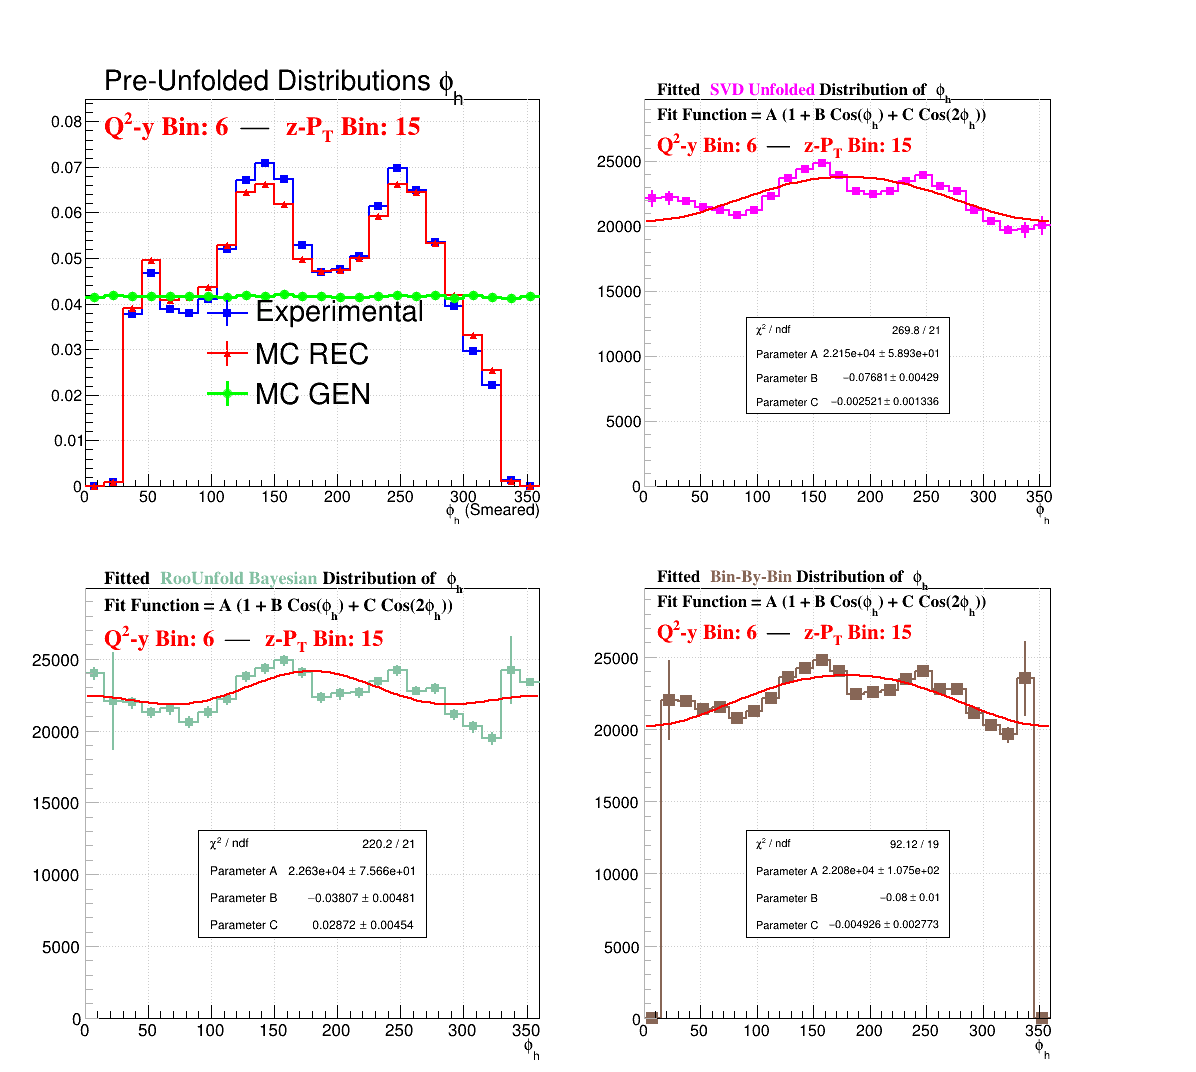 Pre-Unfolded Distributions ϕh
Q²-y Bin: 6 — z-PT Bin: 15
0.08
0.07
0.06
0.05
0.04
0.03
0.02
0.01
0
Experimental
MC REC
MC GEN
0 50 100 150 200 250 300 350
ϕh (Smeared)
Fitted SVD Unfolded Distribution of ϕh
Fit Function = A (1 + B Cos(ϕh) + C Cos(2ϕh))
Q²-y Bin: 6 — z-PT Bin: 15
25000
20000
15000
10000
5000
0
χ² / ndf 269.8 / 21
Parameter A 2.215e+04 ± 5.893e+01
Parameter B −0.07681 ± 0.00429
Parameter C −0.002521 ± 0.001336
0 50 100 150 200 250 300 350
ϕh
Fitted RooUnfold Bayesian Distribution of ϕh
Fit Function = A (1 + B Cos(ϕh) + C Cos(2ϕh))
Q²-y Bin: 6 — z-PT Bin: 15
25000
20000
15000
10000
5000
0
χ² / ndf 220.2 / 21
Parameter A 2.263e+04 ± 7.566e+01
Parameter B −0.03807 ± 0.00481
Parameter C 0.02872 ± 0.00454
0 50 100 150 200 250 300 350
ϕh
Fitted Bin-By-Bin Distribution of ϕh
Fit Function = A (1 + B Cos(ϕh) + C Cos(2ϕh))
Q²-y Bin: 6 — z-PT Bin: 15
25000
20000
15000
10000
5000
0
χ² / ndf 92.12 / 19
Parameter A 2.208e+04 ± 1.075e+02
Parameter B −0.08 ± 0.01
Parameter C −0.004926 ± 0.002773
0 50 100 150 200 250 300 350
ϕh